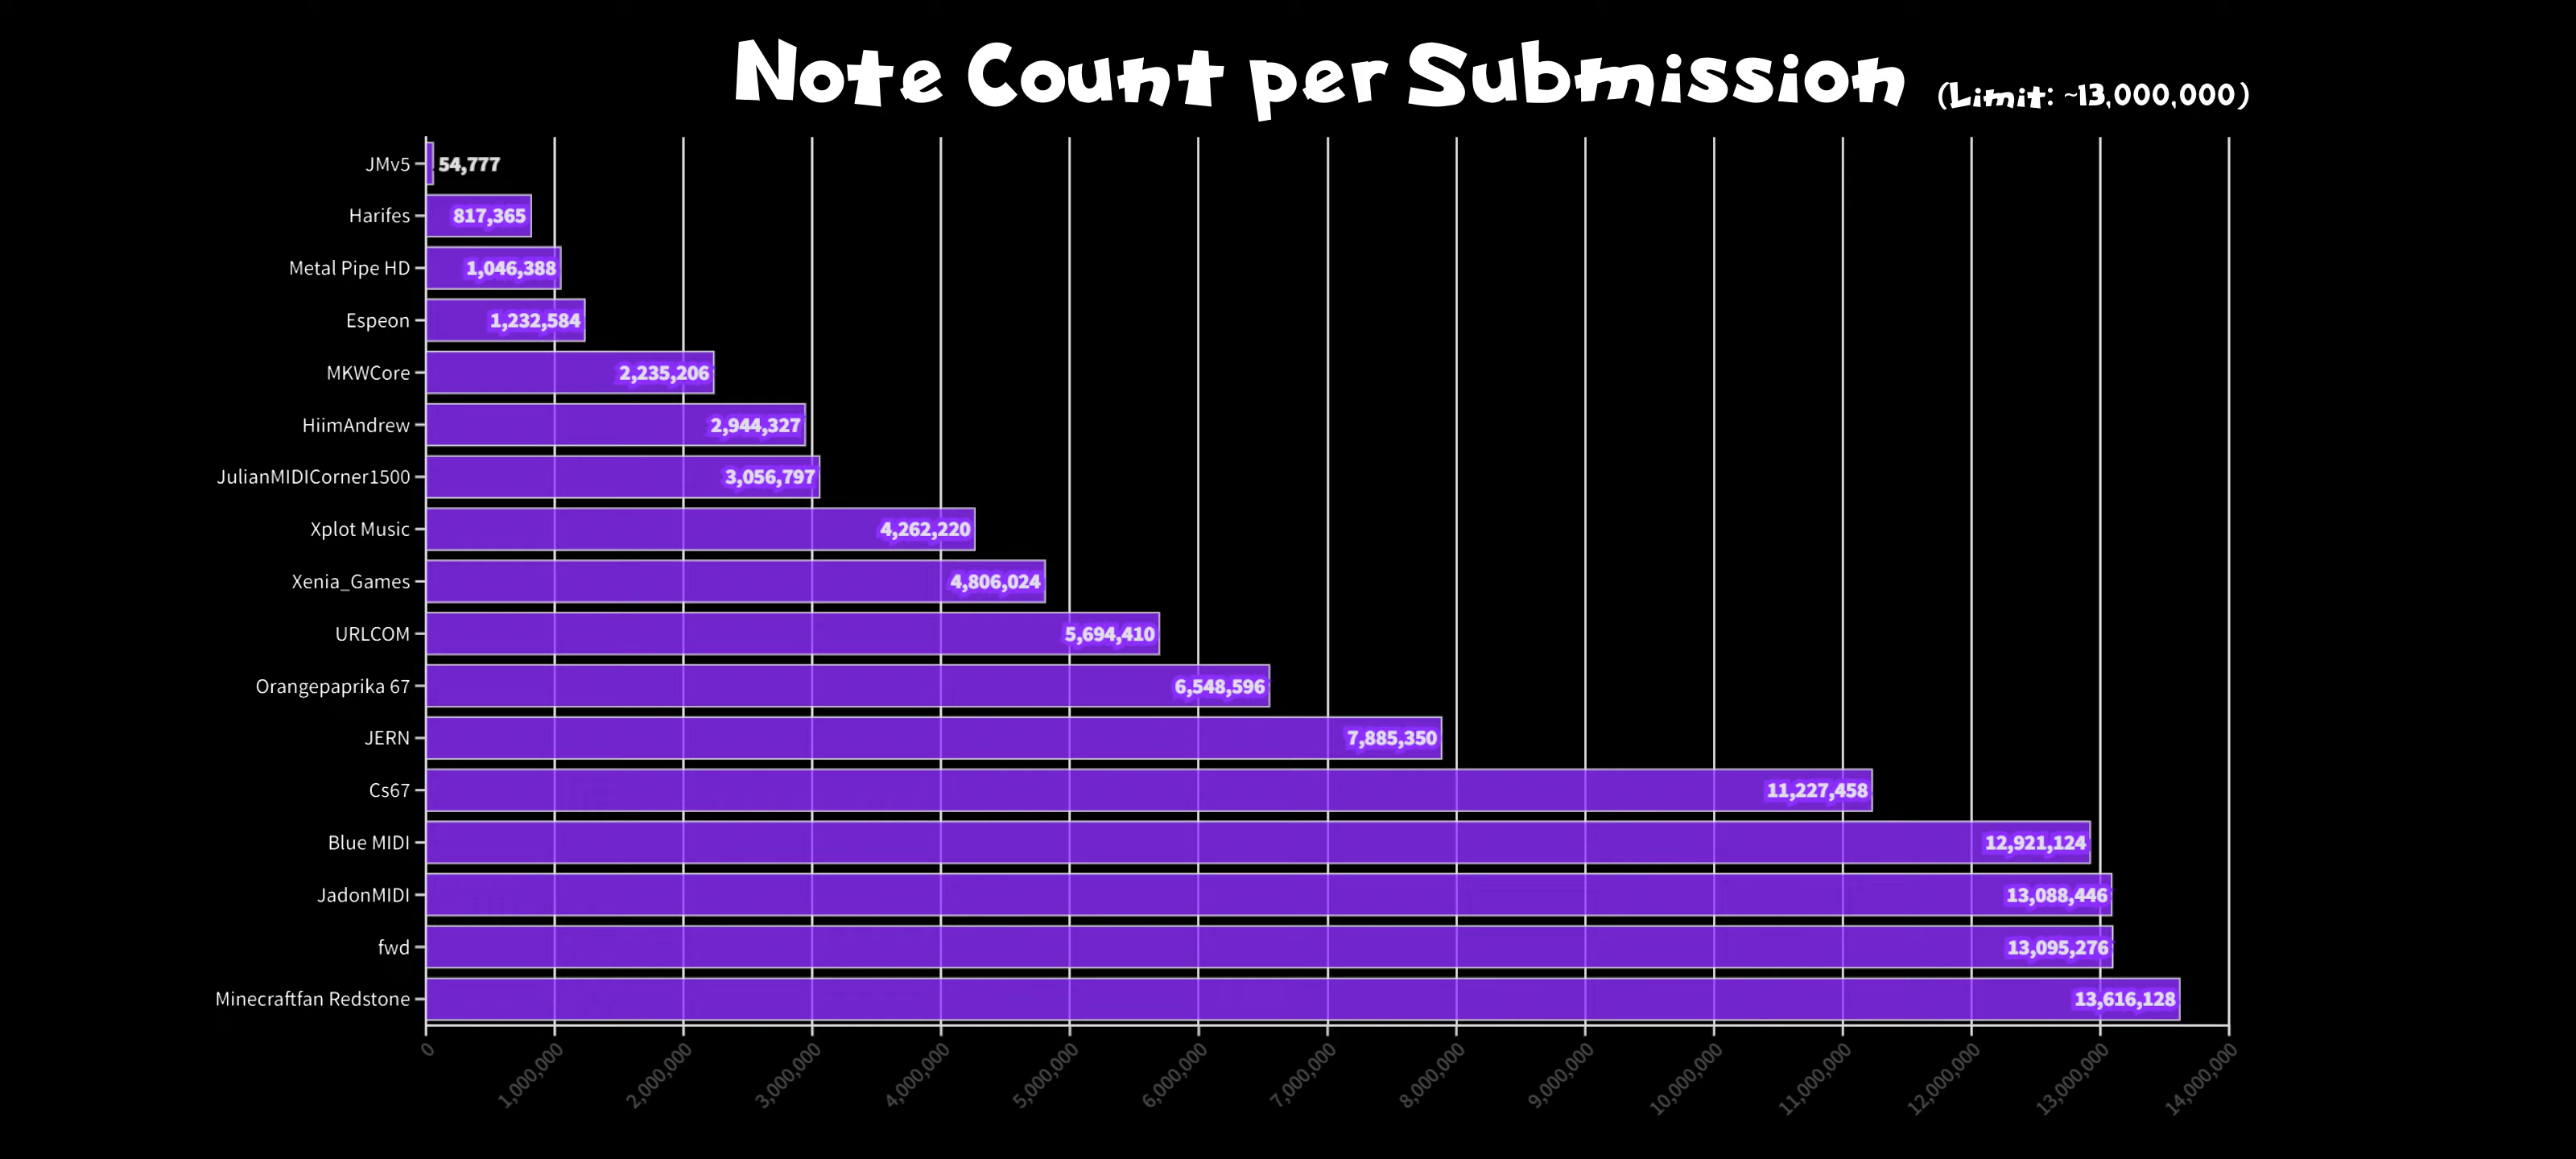 Note Count per Submission (Limit: ~13,000,000)
JMv5 54,777
Harifes 817,365
Metal Pipe HD 1,046,388
Espeon 1,232,584
MKWCore 2,235,206
HiimAndrew 2,944,327
JulianMIDICorner1500 3,056,797
Xplot Music 4,262,220
Xenia_Games 4,806,024
URLCOM 5,694,410
Orangepaprika 67 6,548,596
JERN 7,885,350
Cs67 11,227,458
Blue MIDI 12,921,124
JadonMIDI 13,088,446
fwd 13,095,276
Minecraftfan Redstone 13,616,128
0 1,000,000 2,000,000 3,000,000 4,000,000 5,000,000 6,000,000 7,000,000 8,000,000 9,000,000 10,000,000 11,000,000 12,000,000 13,000,000 14,000,000